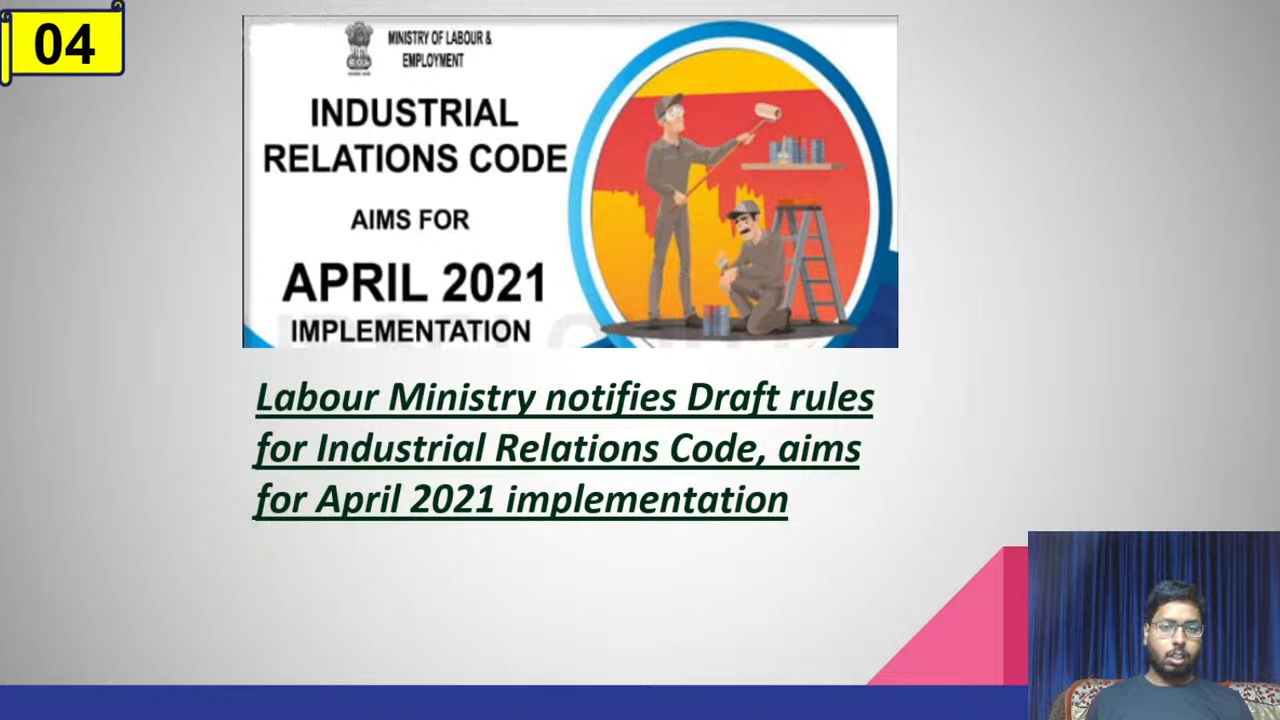 04
MINISTRY OF LABOUR &
EMPLOYMENT
INDUSTRIAL
RELATIONS CODE
AIMS FOR
APRIL 2021
IMPLEMENTATION
Labour Ministry notifies Draft rules
for Industrial Relations Code, aims
for April 2021 implementation